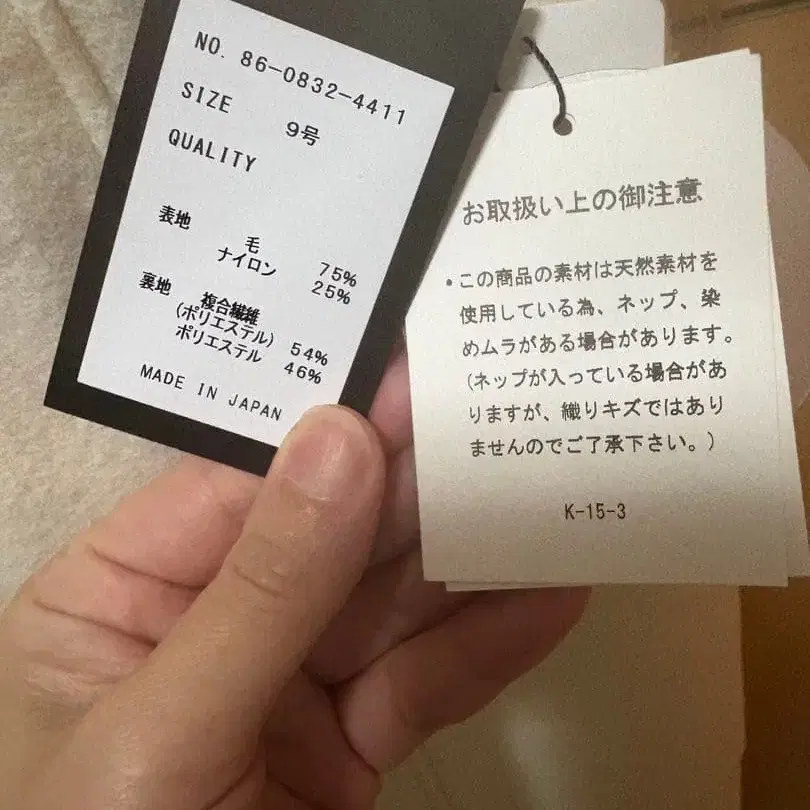 NO. 86-0832-4411
SIZE 9号
QUALITY
表地 毛 75%
ナイロン 25%
裏地 複合繊維
(ポリエステル) 54%
ポリエステル 46%
MADE IN JAPAN
お取扱い上の御注意
・この商品の素材は天然素材を
使用している為、ネップ、染
めムラがある場合があります。
(ネップが入っている場合があ
りますが、織りキズではあり
ませんのでご了承下さい。)
K-15-3